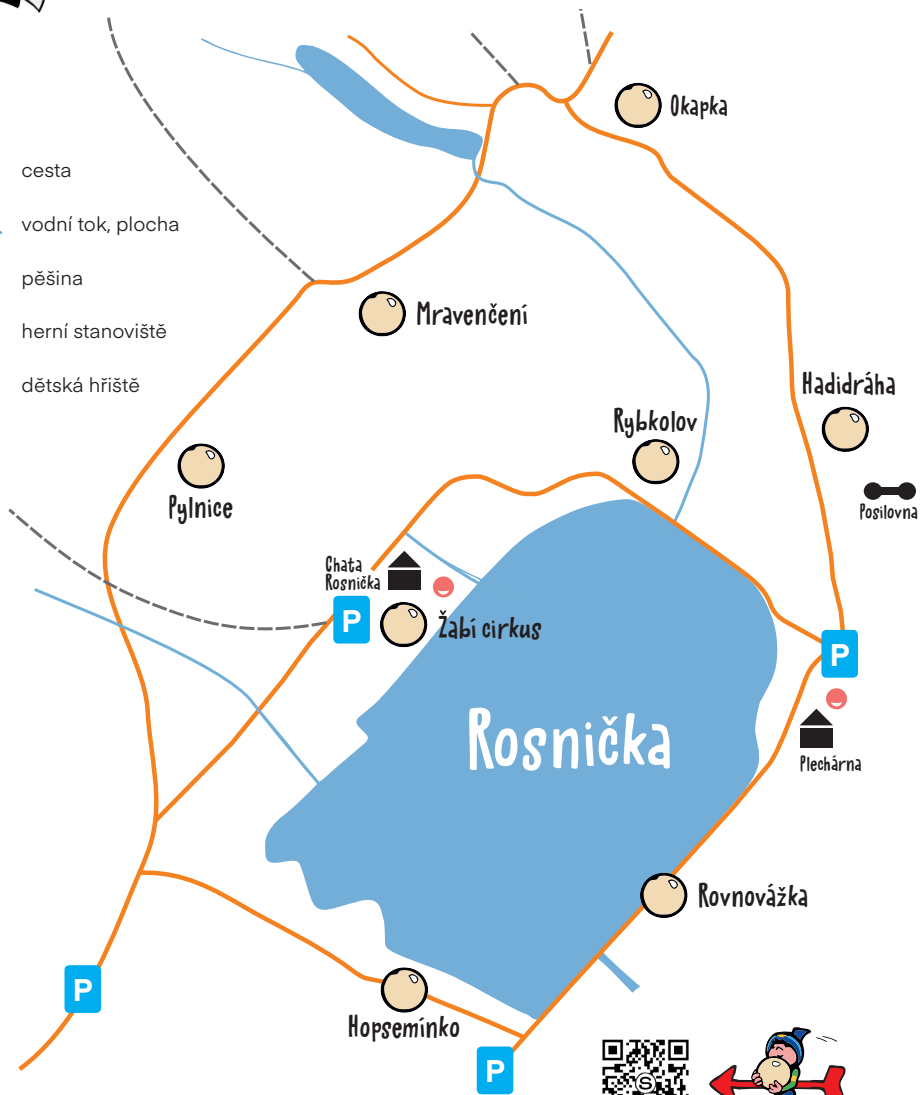 Okapka
cesta
vodní tok, plocha
pěšina
herní stanoviště
dětská hřiště
Mravenčení
Hadidráha
Rybkolov
Posilovna
Pylnice
Chata
Rosnička
P
Žabí cirkus
P
Rosnička
Plechárna
Rovnovážka
P
Hopsemínko
P
S